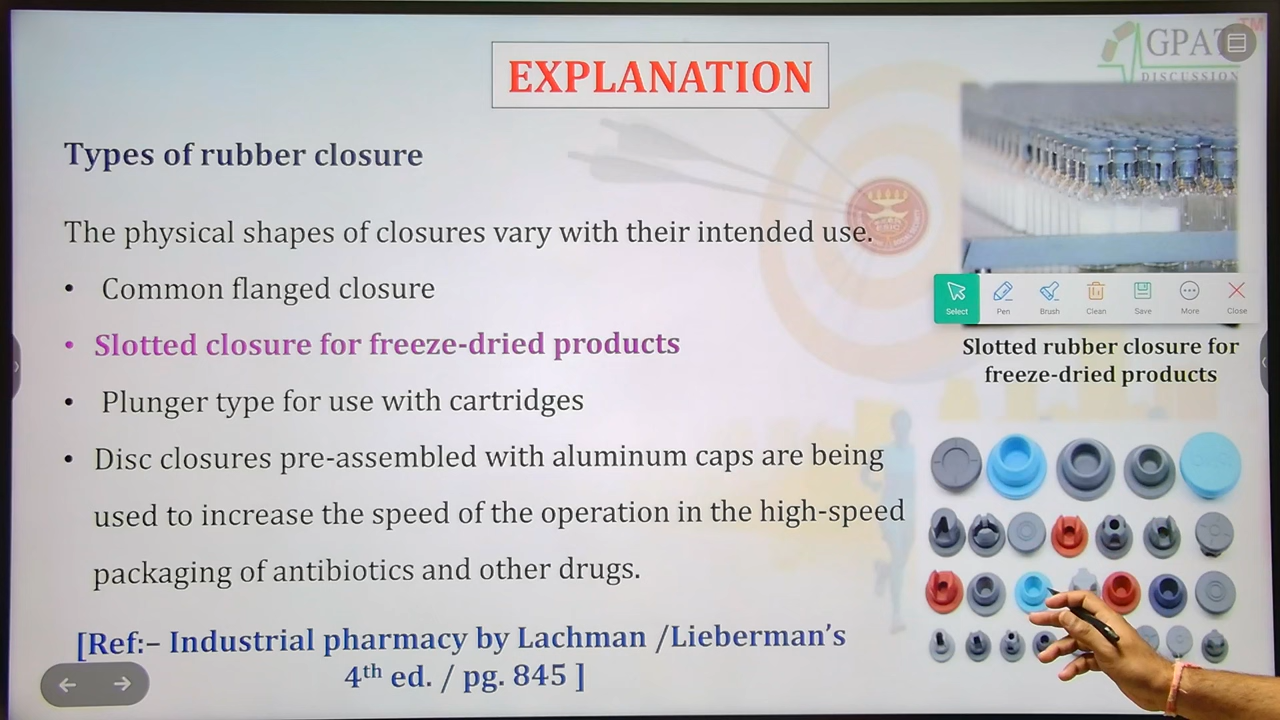 EXPLANATION
GPAT
TM
DISCUSSION
Types of rubber closure
The physical shapes of closures vary with their intended use.
• Common flanged closure
• Slotted closure for freeze-dried products
• Plunger type for use with cartridges
• Disc closures pre-assembled with aluminum caps are being
used to increase the speed of the operation in the high-speed
packaging of antibiotics and other drugs.
[Ref:– Industrial pharmacy by Lachman /Lieberman's
4th ed. / pg. 845 ]
Select Pen Brush Clean Save More Close
Slotted rubber closure for
freeze-dried products